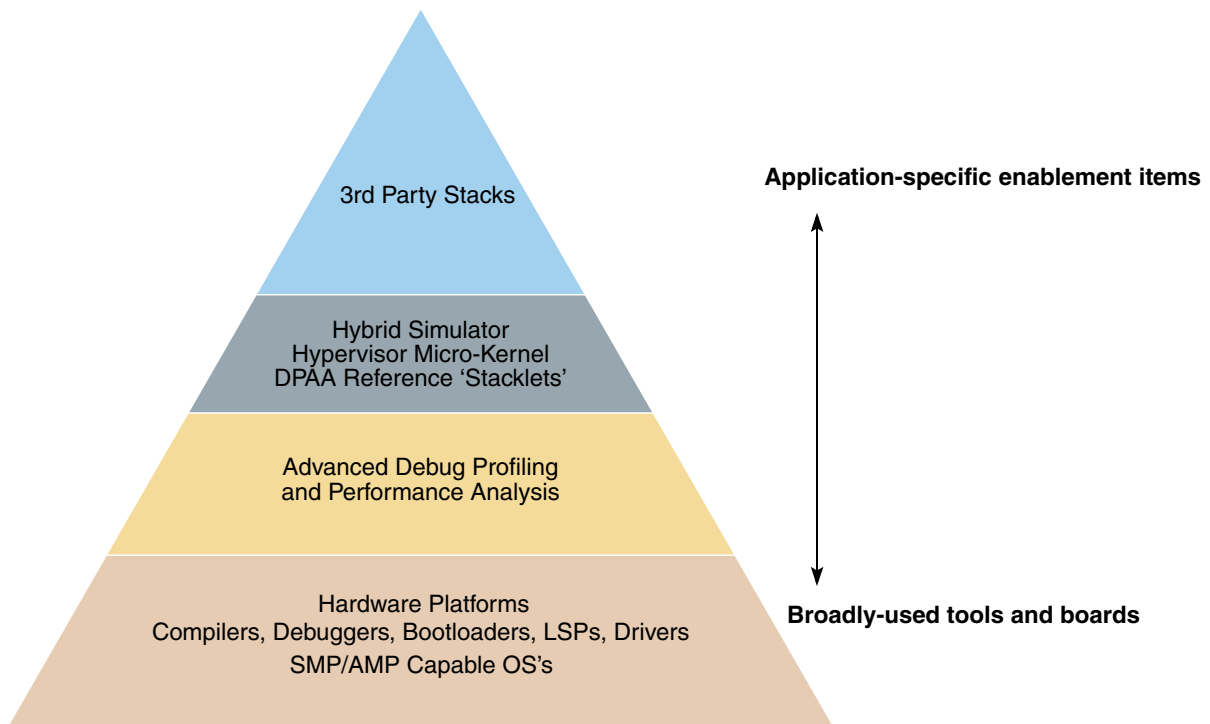 3rd Party Stacks
Application-specific enablement items
Hybrid Simulator
Hypervisor Micro-Kernel
DPAA Reference ‘Stacklets’
Advanced Debug Profiling
and Performance Analysis
Hardware Platforms
Compilers, Debuggers, Bootloaders, LSPs, Drivers
SMP/AMP Capable OS's
Broadly-used tools and boards